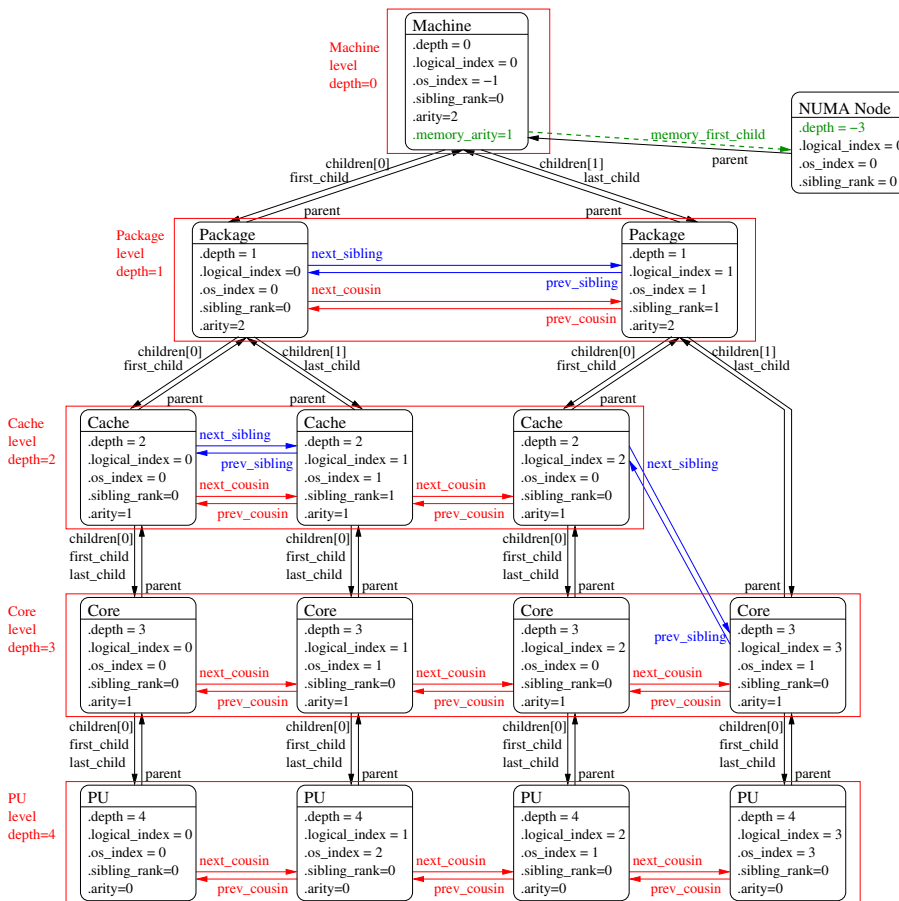 Machine
level
depth=0
Machine
.depth = 0
.logical_index = 0
.os_index = −1
.sibling_rank=0
.arity=2
.memory_arity=1
NUMA Node
.depth = −3
.logical_index = 0
.os_index = 0
.sibling_rank = 0
memory_first_child
parent
children[0]
first_child
children[1]
last_child
parent
parent
Package
level
depth=1
Package
.depth = 1
.logical_index =0
.os_index = 0
.sibling_rank=0
.arity=2
next_sibling
prev_sibling
next_cousin
prev_cousin
Package
.depth = 1
.logical_index = 1
.os_index = 1
.sibling_rank=1
.arity=2
children[0]
first_child
children[1]
last_child
children[0]
first_child
children[1]
last_child
parent
parent
parent
Cache
level
depth=2
Cache
.depth = 2
.logical_index = 0
.os_index = 0
.sibling_rank=0
.arity=1
next_sibling
prev_sibling
next_cousin
prev_cousin
Cache
.depth = 2
.logical_index = 1
.os_index = 1
.sibling_rank=1
.arity=1
next_cousin
prev_cousin
Cache
.depth = 2
.logical_index = 2
.os_index = 0
.sibling_rank=0
.arity=1
next_sibling
prev_sibling
children[0]
first_child
last_child
parent
children[0]
first_child
last_child
parent
children[0]
first_child
last_child
parent
parent
Core
level
depth=3
Core
.depth = 3
.logical_index = 0
.os_index = 0
.sibling_rank=0
.arity=1
next_cousin
prev_cousin
Core
.depth = 3
.logical_index = 1
.os_index = 1
.sibling_rank=0
.arity=1
next_cousin
prev_cousin
Core
.depth = 3
.logical_index = 2
.os_index = 0
.sibling_rank=0
.arity=1
next_cousin
prev_cousin
Core
.depth = 3
.logical_index = 3
.os_index = 1
.sibling_rank=0
.arity=1
children[0]
first_child
last_child
parent
children[0]
first_child
last_child
parent
children[0]
first_child
last_child
parent
children[0]
first_child
last_child
parent
PU
level
depth=4
PU
.depth = 4
.logical_index = 0
.os_index = 0
.sibling_rank=0
.arity=0
next_cousin
prev_cousin
PU
.depth = 4
.logical_index = 1
.os_index = 2
.sibling_rank=0
.arity=0
next_cousin
prev_cousin
PU
.depth = 4
.logical_index = 2
.os_index = 1
.sibling_rank=0
.arity=0
next_cousin
prev_cousin
PU
.depth = 4
.logical_index = 3
.os_index = 3
.sibling_rank=0
.arity=0